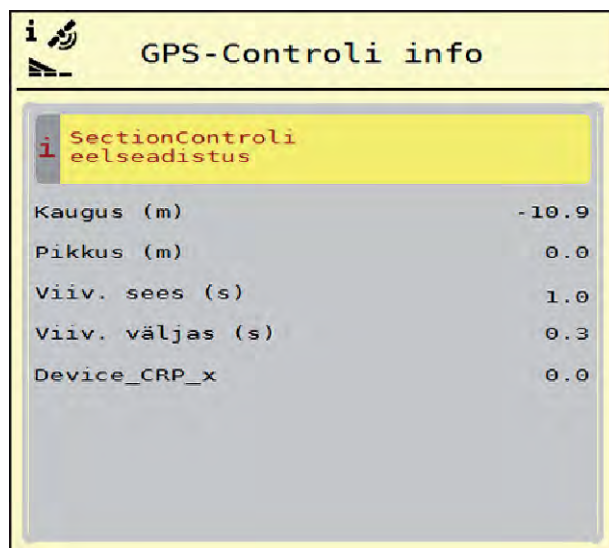 i
GPS-Controli info
i
SectionControli
eelseadistus
Kaugus (m) -10.9
Pikkus (m) 0.0
Viiv. sees (s) 1.0
Viiv. väljas (s) 0.3
Device_CRP_x 0.0